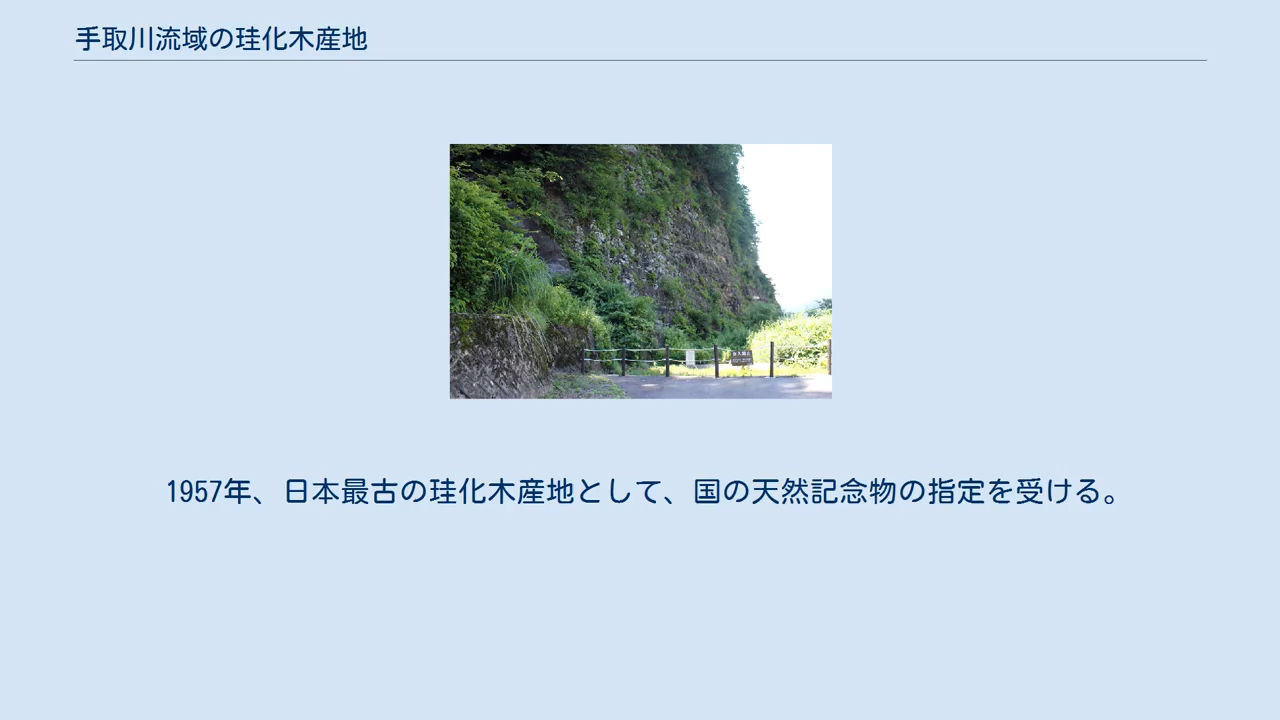 手取川流域の珪化木産地
1957年、日本最古の珪化木産地として、国の天然記念物の指定を受ける。